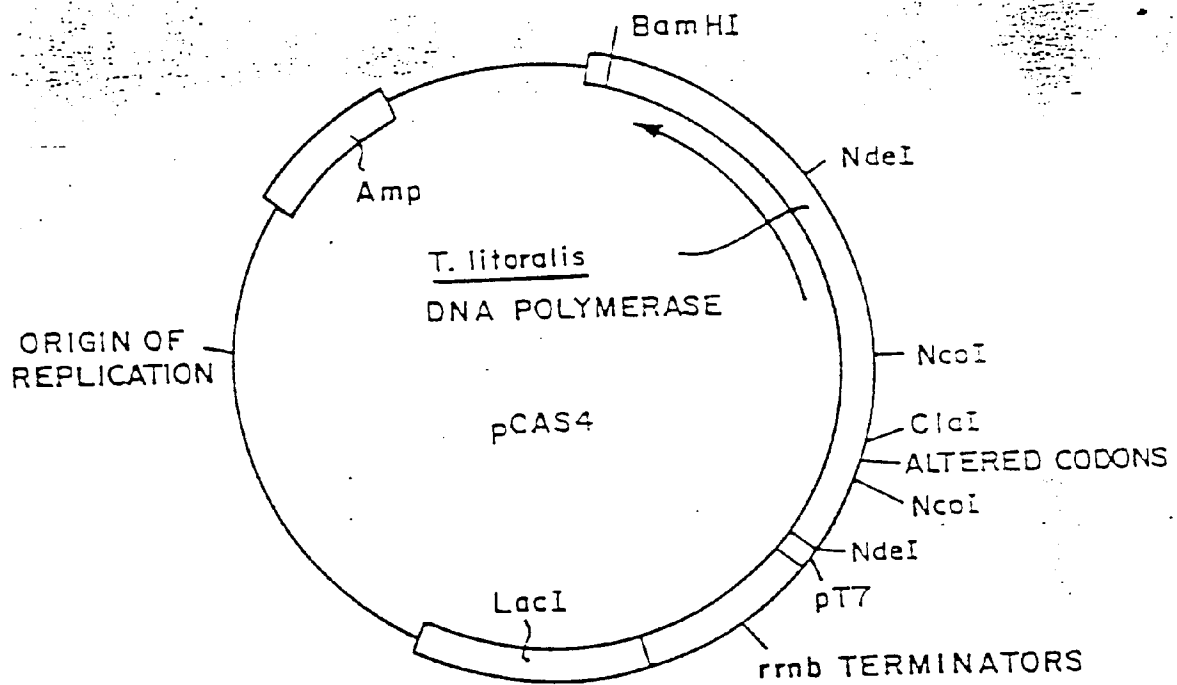 BamHI
NdeI
Amp
T. litoralis
DNA POLYMERASE
ORIGIN OF
REPLICATION
NcoI
pCAS4
ClaI
ALTERED CODONS
NcoI
NdeI
pT7
LacI
rrnb TERMINATORS